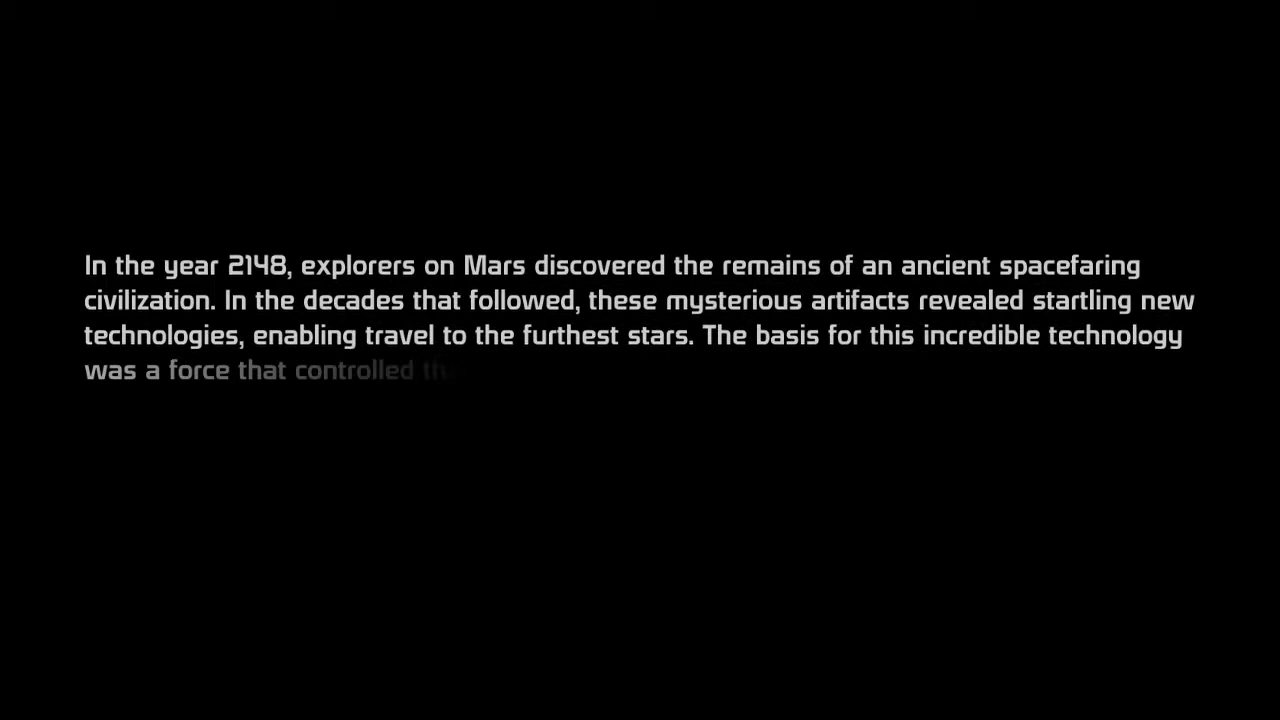 In the year 2148, explorers on Mars discovered the remains of an ancient spacefaring
civilization. In the decades that followed, these mysterious artifacts revealed startling new
technologies, enabling travel to the furthest stars. The basis for this incredible technology
was a force that controlled